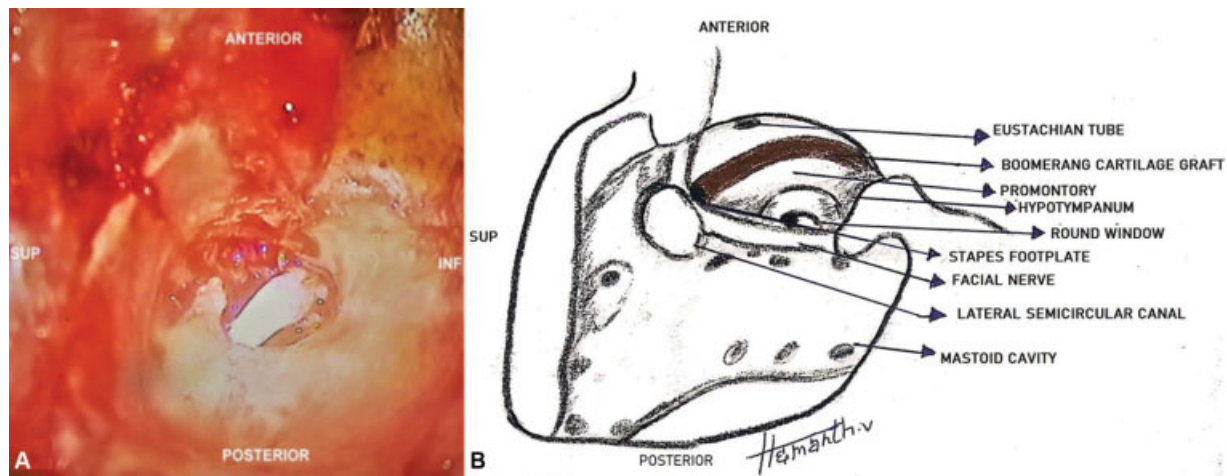 ANTERIOR
SUP
INF
A
POSTERIOR
ANTERIOR
EUSTACHIAN TUBE
BOOMERANG CARTILAGE GRAFT
PROMONTORY
HYPOTYMPANUM
ROUND WINDOW
SUP
STAPES FOOTPLATE
FACIAL NERVE
LATERAL SEMICIRCULAR CANAL
MASTOID CAVITY
Hemanth.v
B
POSTERIOR